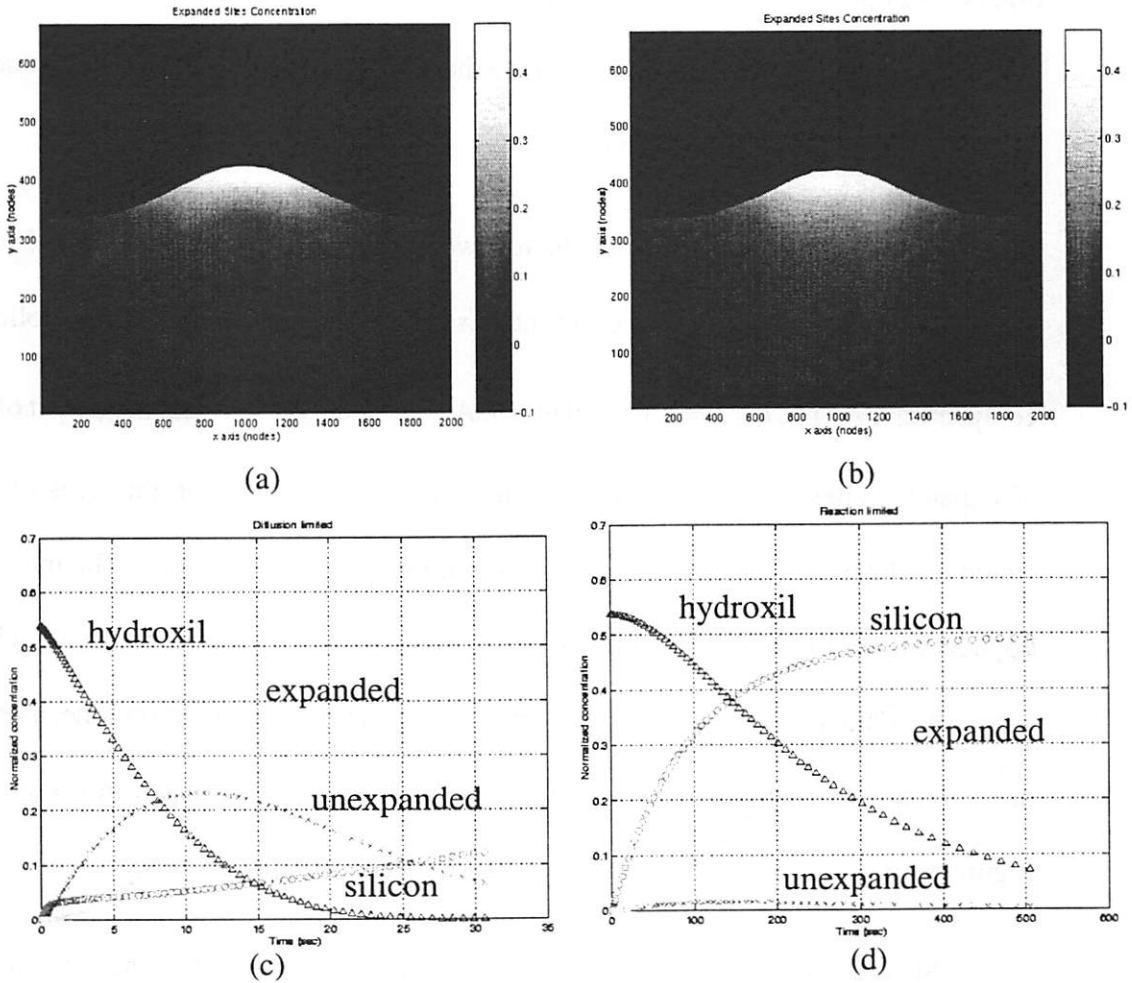 Expanded Sites Concentration
600
500
400
300
200
100
y axis (nodes)
200 400 600 800 1000 1200 1400 1600 1800 2000
x axis (nodes)
0.4
0.3
0.2
0.1
0
-0.1
(a)
Expanded Sites Concentration
600
500
400
300
200
100
y axis (nodes)
200 400 600 800 1000 1200 1400 1600 1800 2000
x axis (nodes)
0.4
0.3
0.2
0.1
0
-0.1
(b)
Diffusion limited
0.7
0.6
0.5
0.4
0.3
0.2
0.1
0
Normalized concentration
hydroxil
expanded
unexpanded
silicon
0 5 10 15 20 25 30 35
Time (sec)
(c)
Reaction limited
0.7
0.6
0.5
0.4
0.3
0.2
0.1
0
Normalized concentration
hydroxil
silicon
expanded
unexpanded
0 100 200 300 400 500 600
Time (sec)
(d)